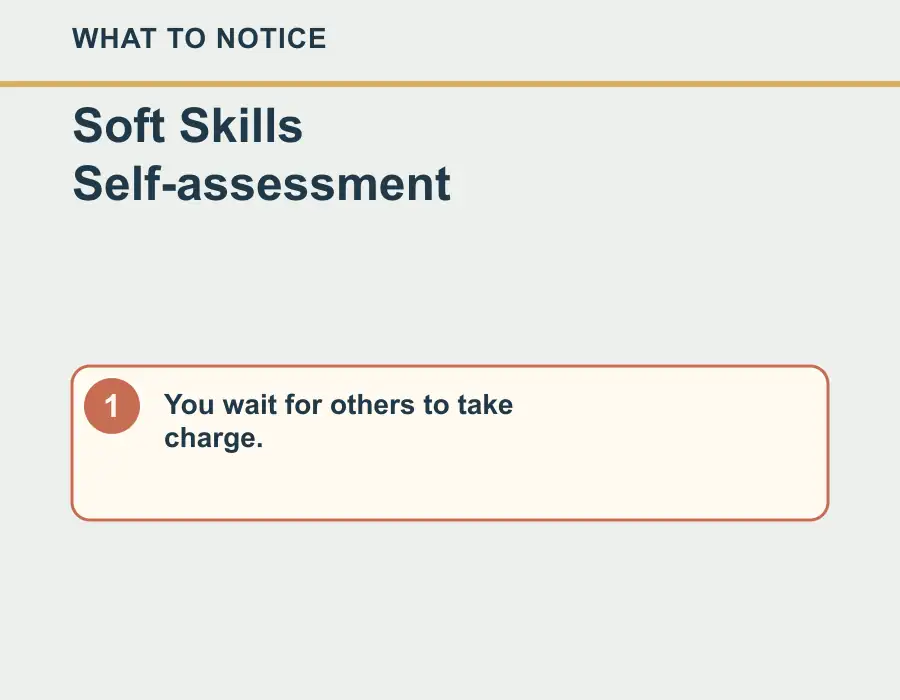 WHAT TO NOTICE
Soft Skills
Self-assessment
1
You wait for others to take
charge.